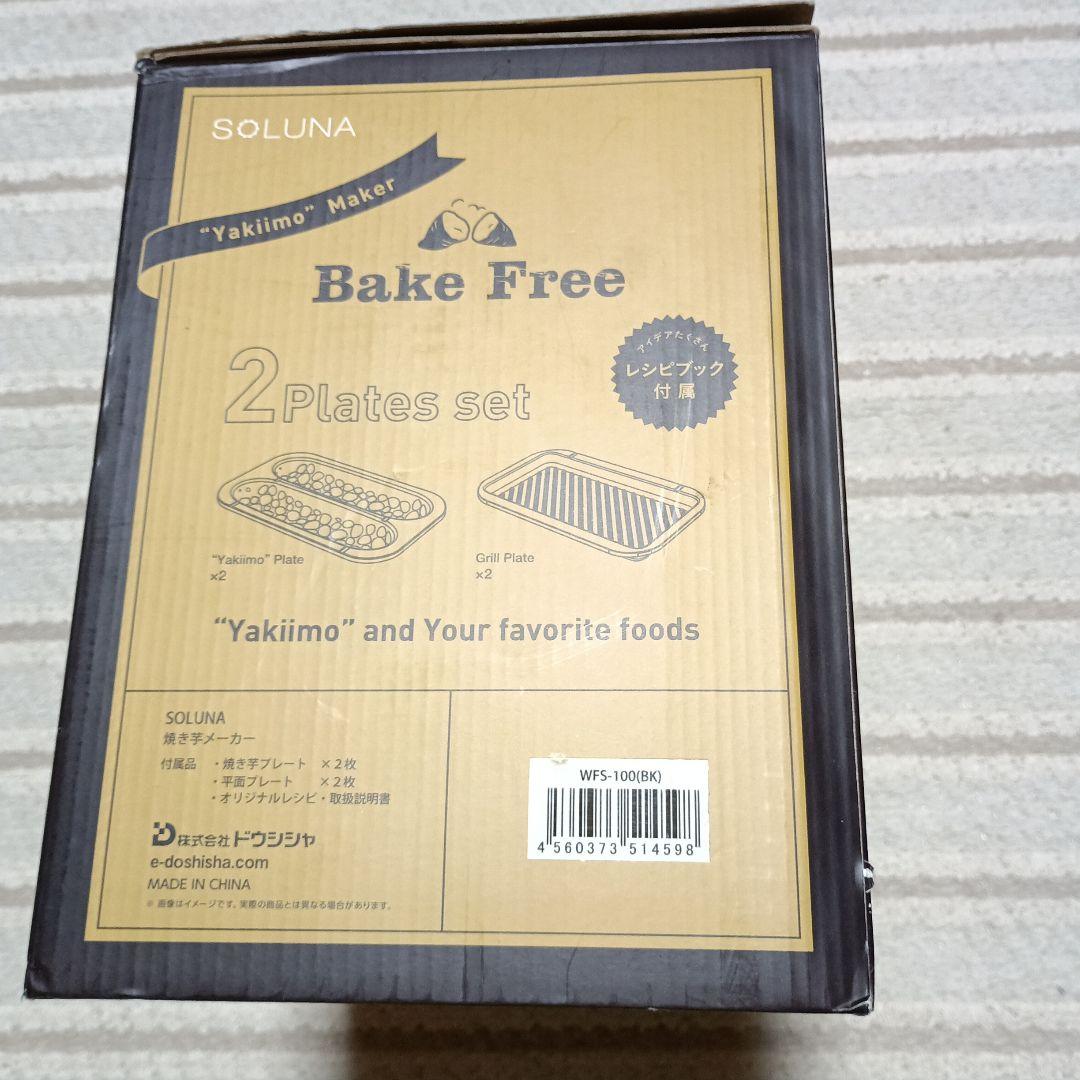 SOLUNA
"Yakiimo" Maker
Bake Free
アイデアたくさん
レシピブック
付属
2 Plates set
"Yakiimo" Plate
×2
Grill Plate
×2
"Yakiimo" and Your favorite foods
SOLUNA
焼き芋メーカー
付属品 ・焼き芋プレート ×2枚
・平面プレート ×2枚
・オリジナルレシピ・取扱説明書
株式会社ドウシシャ
e-doshisha.com
MADE IN CHINA
※ 画像はイメージです。実際の商品とは異なる場合があります。
WFS-100(BK)
4 560373 514598